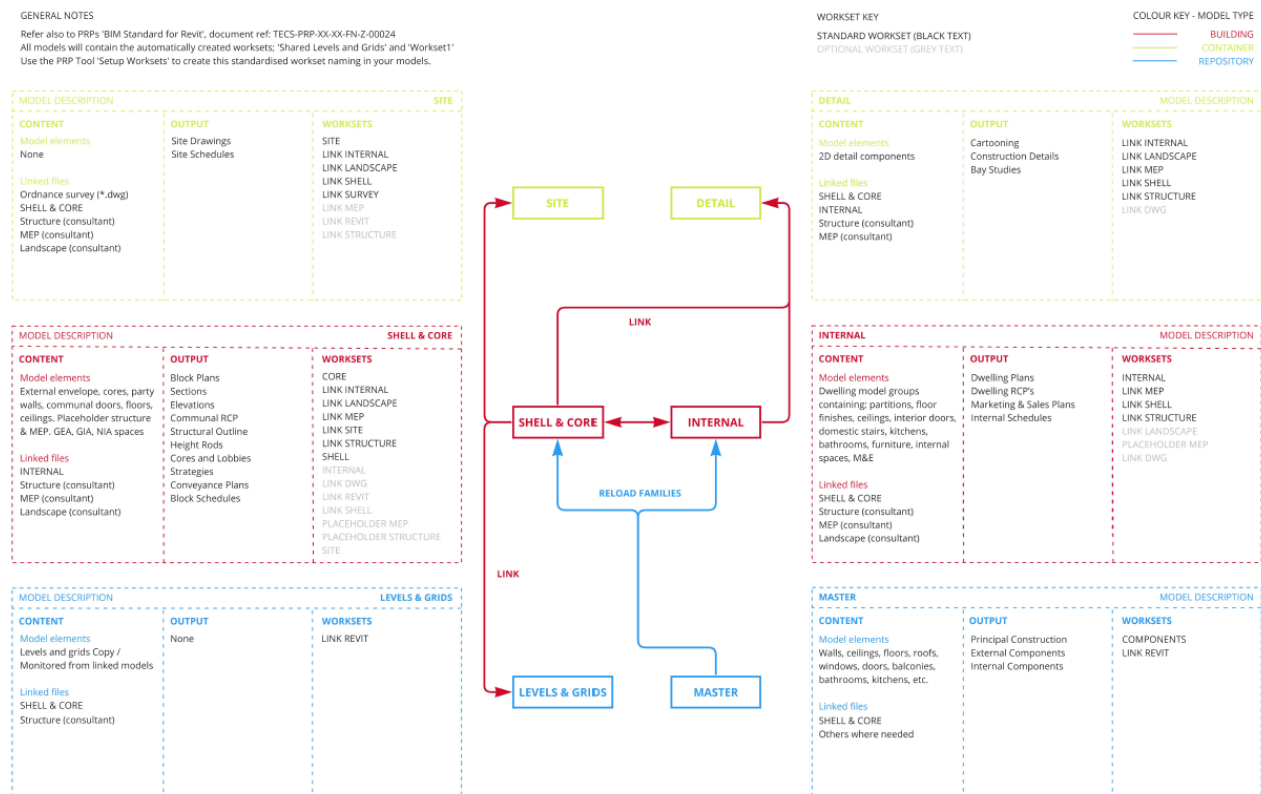 GENERAL NOTES
Refer also to PRPs 'BIM Standard for Revit', document ref: TECS-PRP-XX-XX-FN-Z-00024
All models will contain the automatically created worksets; 'Shared Levels and Grids' and 'Workset1'
Use the PRP Tool 'Setup Worksets' to create this standardised workset naming in your models.
WORKSET KEY
STANDARD WORKSET (BLACK TEXT)
OPTIONAL WORKSET (GREY TEXT)
COLOUR KEY - MODEL TYPE
BUILDING
CONTAINER
REPOSITORY
MODEL DESCRIPTION
SITE
CONTENT
Model elements
None
Linked files
Ordnance survey (*.dwg)
SHELL & CORE
Structure (consultant)
MEP (consultant)
Landscape (consultant)
OUTPUT
Site Drawings
Site Schedules
WORKSETS
SITE
LINK INTERNAL
LINK LANDSCAPE
LINK SHELL
LINK SURVEY
LINK MEP
LINK REVIT
LINK STRUCTURE
DETAIL
MODEL DESCRIPTION
CONTENT
Model elements
2D detail components
Linked files
SHELL & CORE
INTERNAL
Structure (consultant)
MEP (consultant)
OUTPUT
Cartooning
Construction Details
Bay Studies
WORKSETS
LINK INTERNAL
LINK LANDSCAPE
LINK MEP
LINK SHELL
LINK STRUCTURE
LINK DWG
SITE
DETAIL
LINK
MODEL DESCRIPTION
SHELL & CORE
CONTENT
Model elements
External envelope, cores, party
walls, communal doors, floors,
ceilings. Placeholder structure
& MEP. GEA, GIA, NIA spaces
Linked files
INTERNAL
Structure (consultant)
MEP (consultant)
Landscape (consultant)
OUTPUT
Block Plans
Sections
Elevations
Communal RCP
Structural Outline
Height Rods
Cores and Lobbies
Strategies
Conveyance Plans
Block Schedules
WORKSETS
CORE
LINK INTERNAL
LINK LANDSCAPE
LINK MEP
LINK SITE
LINK STRUCTURE
SHELL
INTERNAL
LINK DWG
LINK REVIT
LINK SHELL
PLACEHOLDER MEP
PLACEHOLDER STRUCTURE
SITE
SHELL & CORE
INTERNAL
RELOAD FAMILIES
LINK
INTERNAL
MODEL DESCRIPTION
CONTENT
Model elements
Dwelling model groups
containing; partitions, floor
finishes, ceilings, interior doors,
domestic stairs, kitchens,
bathrooms, furniture, internal
spaces, M&E
Linked files
SHELL & CORE
Structure (consultant)
MEP (consultant)
Landscape (consultant)
OUTPUT
Dwelling Plans
Dwelling RCP's
Marketing & Sales Plans
Internal Schedules
WORKSETS
INTERNAL
LINK MEP
LINK SHELL
LINK STRUCTURE
LINK LANDSCAPE
PLACEHOLDER MEP
LINK DWG
MODEL DESCRIPTION
LEVELS & GRIDS
CONTENT
Model elements
Levels and grids Copy /
Monitored from linked models
Linked files
SHELL & CORE
Structure (consultant)
OUTPUT
None
WORKSETS
LINK REVIT
LEVELS & GRIDS
MASTER
MASTER
MODEL DESCRIPTION
CONTENT
Model elements
Walls, ceilings, floors, roofs,
windows, doors, balconies,
bathrooms, kitchens, etc.
Linked files
SHELL & CORE
Others where needed
OUTPUT
Principal Construction
External Components
Internal Components
WORKSETS
COMPONENTS
LINK REVIT